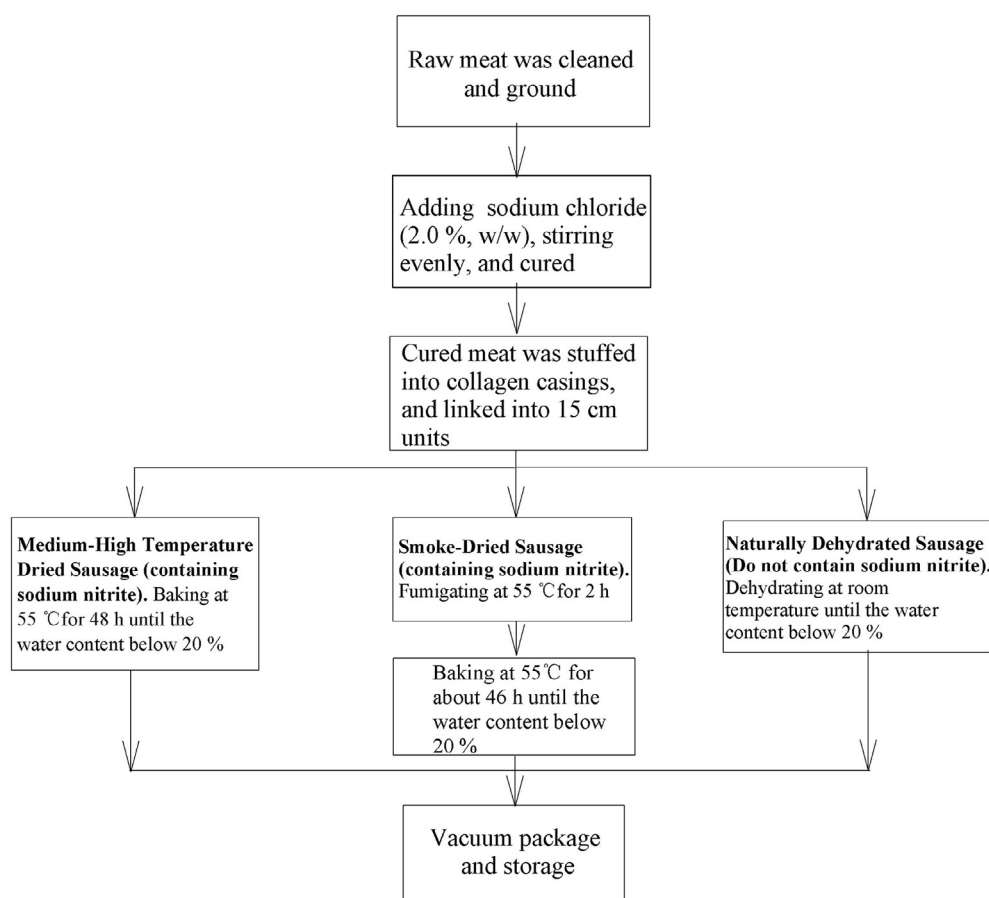 Raw meat was cleaned
and ground
Adding sodium chloride
(2.0 %, w/w), stirring
evenly, and cured
Cured meat was stuffed
into collagen casings,
and linked into 15 cm
units
Medium-High Temperature
Dried Sausage (containing
sodium nitrite). Baking at
55 ℃for 48 h until the
water content below 20 %
Smoke-Dried Sausage
(containing sodium nitrite).
Fumigating at 55 ℃for 2 h
Naturally Dehydrated Sausage
(Do not contain sodium nitrite).
Dehydrating at room
temperature until the water
content below 20 %
Baking at 55℃ for
about 46 h until the
water content below
20 %
Vacuum package
and storage